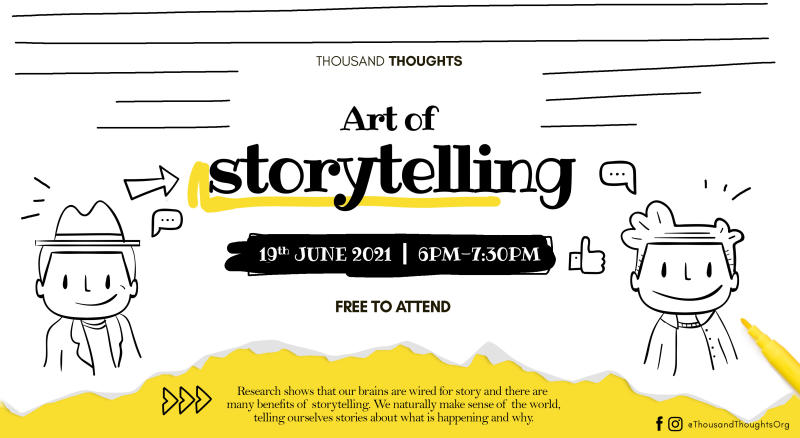 THOUSAND THOUGHTS
Art of
storytelling
19th JUNE 2021 | 6PM-7:30PM
FREE TO ATTEND
Research shows that our brains are wired for story and there are
many benefits of storytelling. We naturally make sense of the world,
telling ourselves stories about what is happening and why.
@ThousandThoughtsOrg